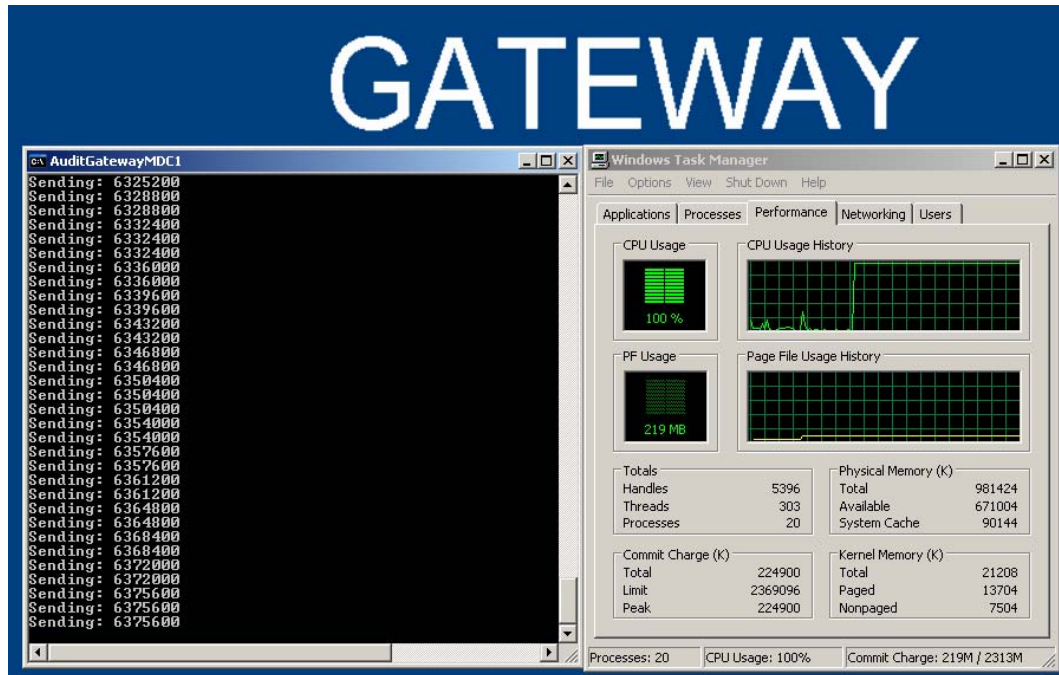 GATEWAY
AuditGatewayMDC1
Sending: 6325200
Sending: 6328800
Sending: 6328800
Sending: 6332400
Sending: 6332400
Sending: 6332400
Sending: 6336000
Sending: 6336000
Sending: 6339600
Sending: 6339600
Sending: 6343200
Sending: 6343200
Sending: 6346800
Sending: 6346800
Sending: 6350400
Sending: 6350400
Sending: 6350400
Sending: 6354000
Sending: 6354000
Sending: 6357600
Sending: 6357600
Sending: 6361200
Sending: 6361200
Sending: 6364800
Sending: 6364800
Sending: 6368400
Sending: 6368400
Sending: 6372000
Sending: 6372000
Sending: 6375600
Sending: 6375600
Sending: 6375600
Windows Task Manager
File Options View Shut Down Help
Applications Processes Performance Networking Users
CPU Usage CPU Usage History
100 %
PF Usage Page File Usage History
219 MB
Totals
Handles 5396
Threads 303
Processes 20
Physical Memory (K)
Total 981424
Available 671004
System Cache 90144
Commit Charge (K)
Total 224900
Limit 2369096
Peak 224900
Kernel Memory (K)
Total 21208
Paged 13704
Nonpaged 7504
Processes: 20 CPU Usage: 100% Commit Charge: 219M / 2313M